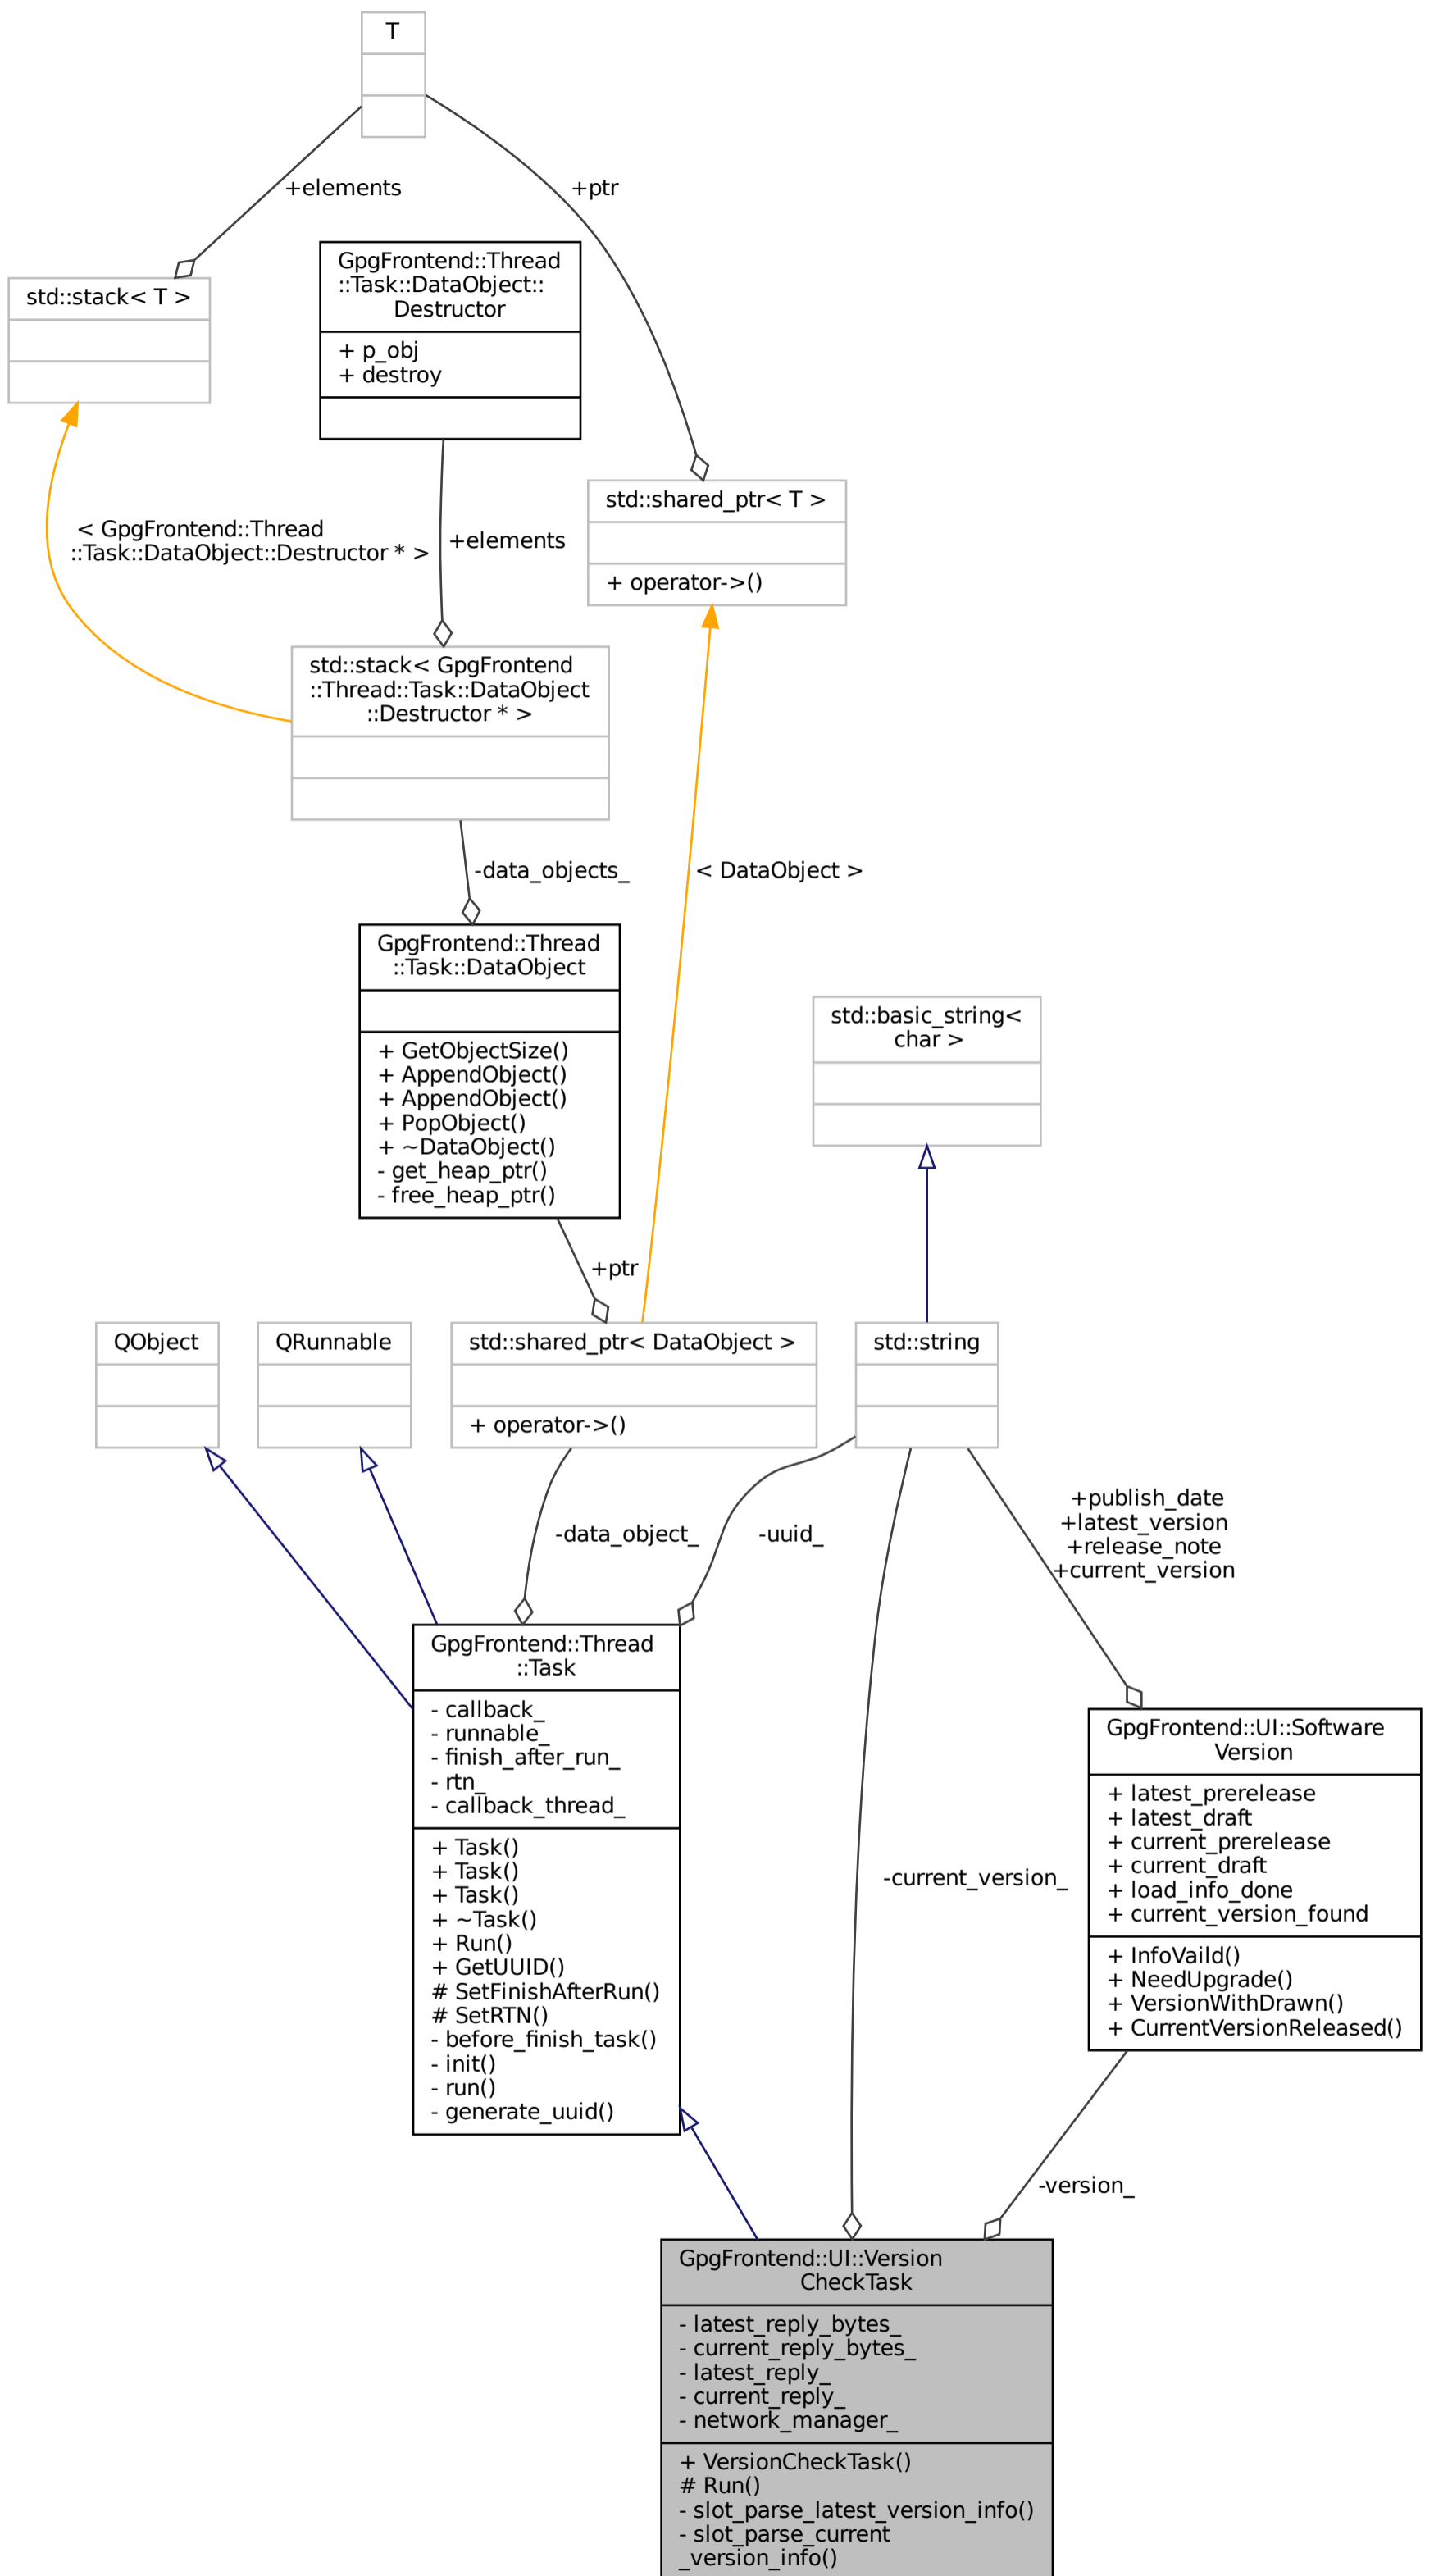 T
+elements
+ptr
GpgFrontend::Thread
::Task::DataObject::
Destructor
+ p_obj
+ destroy
std::stack< T >
std::shared_ptr< T >
+ operator->()
< GpgFrontend::Thread
::Task::DataObject::Destructor * >
+elements
std::stack< GpgFrontend
::Thread::Task::DataObject
::Destructor * >
-data_objects_
< DataObject >
GpgFrontend::Thread
::Task::DataObject
+ GetObjectSize()
+ AppendObject()
+ AppendObject()
+ PopObject()
+ ~DataObject()
- get_heap_ptr()
- free_heap_ptr()
std::basic_string<
char >
+ptr
QObject
QRunnable
std::shared_ptr< DataObject >
+ operator->()
std::string
-data_object_
-uuid_
+publish_date
+latest_version
+release_note
+current_version
GpgFrontend::Thread
::Task
- callback_
- runnable_
- finish_after_run_
- rtn_
- callback_thread_
+ Task()
+ Task()
+ Task()
+ ~Task()
+ Run()
+ GetUUID()
# SetFinishAfterRun()
# SetRTN()
- before_finish_task()
- init()
- run()
- generate_uuid()
-current_version_
GpgFrontend::UI::Software
Version
+ latest_prerelease
+ latest_draft
+ current_prerelease
+ current_draft
+ load_info_done
+ current_version_found
+ InfoVaild()
+ NeedUpgrade()
+ VersionWithDrawn()
+ CurrentVersionReleased()
-version_
GpgFrontend::UI::Version
CheckTask
- latest_reply_bytes_
- current_reply_bytes_
- latest_reply_
- current_reply_
- network_manager_
+ VersionCheckTask()
# Run()
- slot_parse_latest_version_info()
- slot_parse_current
_version_info()